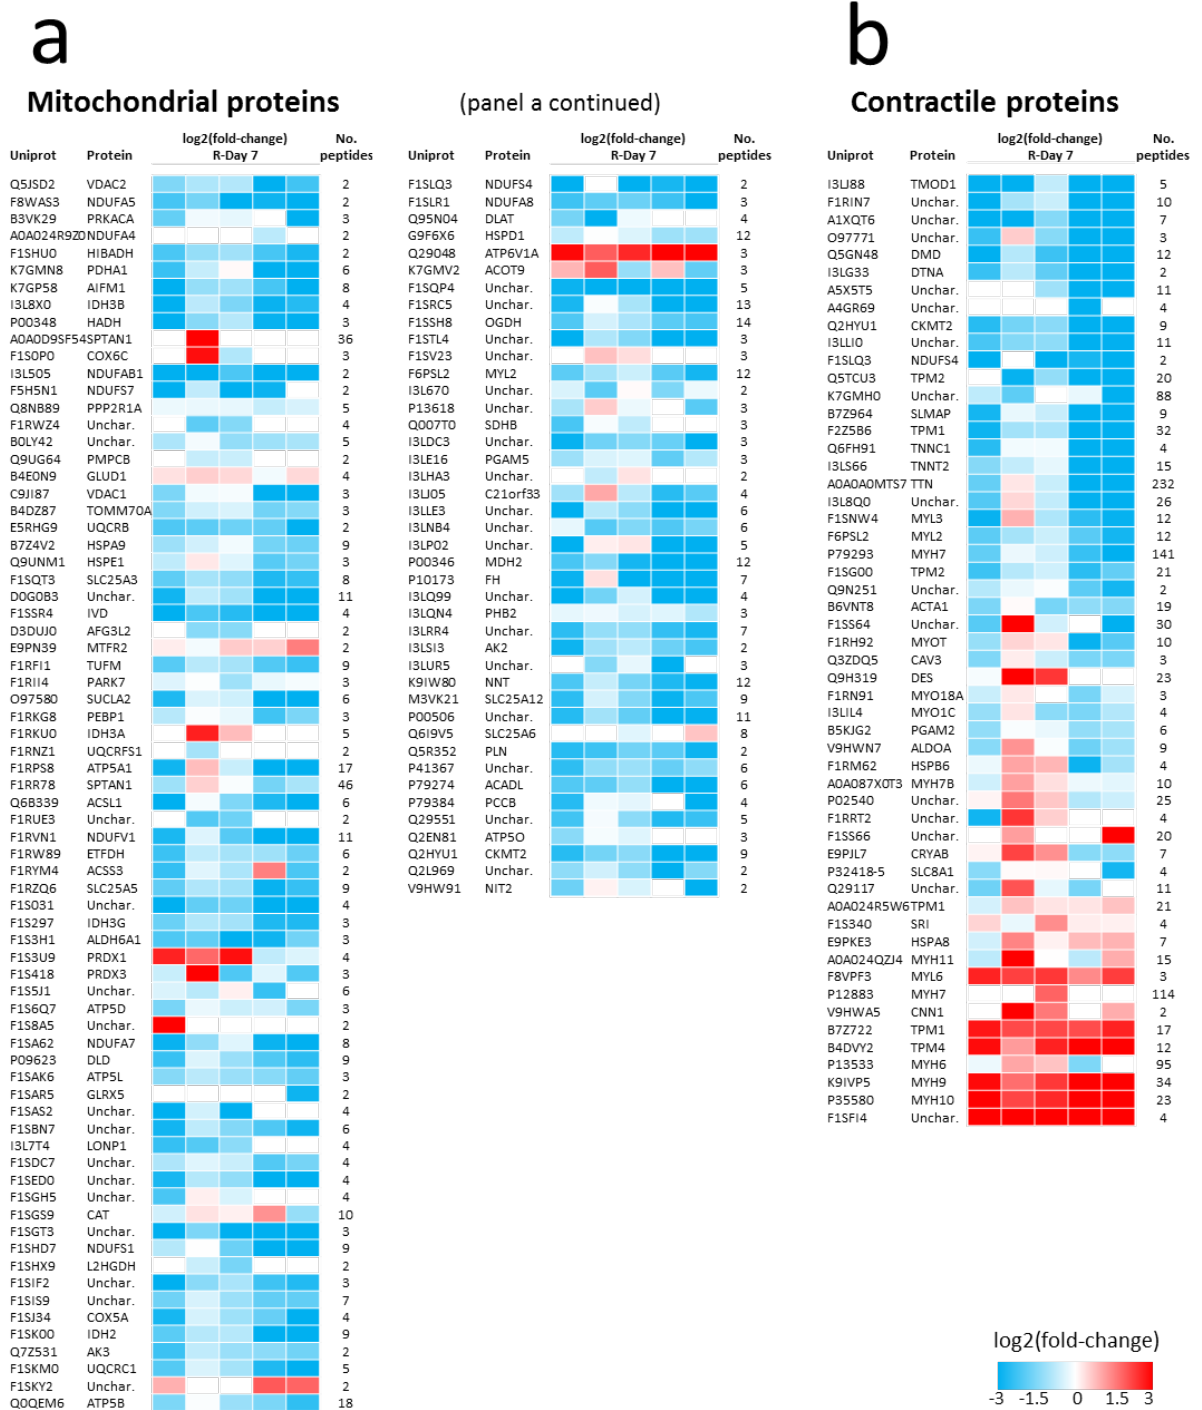 a
b
Mitochondrial proteins
(panel a continued)
Contractile proteins
log2(fold-change) No.
Uniprot Protein R-Day 7 peptides
Q5JSD2 VDAC2 2
F8WAS3 NDUFA5 2
B3VK29 PRKACA 3
A0A024R9Z0 NDUFA4 2
F1SHU0 HIBADH 2
K7GMN8 PDHA1 6
K7GP58 AIFM1 8
I3L8X0 IDH3B 4
P00348 HADH 3
A0A0D9SF54 SPTAN1 36
F1S0P0 COX6C 3
I3L505 NDUFAB1 2
F5H5N1 NDUFS7 2
Q8NB89 PPP2R1A 5
F1RWZ4 Unchar. 4
B0LY42 Unchar. 5
Q9UG64 PMPCB 2
B4E0N9 GLUD1 4
C9JI87 VDAC1 3
B4DZ87 TOMM70A 3
E5RHG9 UQCRB 2
B7Z4V2 HSPA9 9
Q9UNM1 HSPE1 3
F1SQT3 SLC25A3 8
D0G0B3 Unchar. 11
F1SSR4 IVD 4
D3DUJ0 AFG3L2 2
E9PN39 MTFR2 2
F1RFI1 TUFM 9
F1RII4 PARK7 3
O97580 SUCLA2 6
F1RKG8 PEBP1 3
F1RKU0 IDH3A 5
F1RNZ1 UQCRFS1 2
F1RPS8 ATP5A1 17
F1RR78 SPTAN1 46
Q6B339 ACSL1 6
F1RUE3 Unchar. 2
F1RVN1 NDUFV1 11
F1RW89 ETFDH 6
F1RYM4 ACSS3 2
F1RZQ6 SLC25A5 9
F1S031 Unchar. 4
F1S297 IDH3G 3
F1S3H1 ALDH6A1 3
F1S3U9 PRDX1 4
F1S418 PRDX3 3
F1S5J1 Unchar. 6
F1S6Q7 ATP5D 3
F1S8A5 Unchar. 2
F1SA62 NDUFA7 8
P09623 DLD 9
F1SAK6 ATP5L 3
F1SAR5 GLRX5 2
F1SAS2 Unchar. 4
F1SBN7 Unchar. 6
I3L7T4 LONP1 4
F1SDC7 Unchar. 4
F1SED0 Unchar. 4
F1SGH5 Unchar. 4
F1SGS9 CAT 10
F1SGT3 Unchar. 3
F1SHD7 NDUFS1 9
F1SHX9 L2HGDH 2
F1SIF2 Unchar. 3
F1SIS9 Unchar. 7
F1SJ34 COX5A 4
F1SK00 IDH2 9
Q7Z531 AK3 2
F1SKM0 UQCRC1 5
F1SKY2 Unchar. 2
Q0QEM6 ATP5B 18
log2(fold-change) No.
Uniprot Protein R-Day 7 peptides
F1SLQ3 NDUFS4 2
F1SLR1 NDUFA8 3
Q95N04 DLAT 4
G9F6X6 HSPD1 12
Q29048 ATP6V1A 3
K7GMV2 ACOT9 3
F1SQP4 Unchar. 5
F1SRC5 Unchar. 13
F1SSH8 OGDH 14
F1STL4 Unchar. 3
F1SV23 Unchar. 3
F6PSL2 MYL2 12
I3L670 Unchar. 2
P13618 Unchar. 3
Q007T0 SDHB 3
I3LDC3 Unchar. 3
I3LE16 PGAM5 3
I3LHA3 Unchar. 2
I3LJ05 C21orf33 4
I3LLE3 Unchar. 6
I3LNB4 Unchar. 6
I3LP02 Unchar. 5
P00346 MDH2 12
P10173 FH 7
I3LQ99 Unchar. 4
I3LQN4 PHB2 3
I3LRR4 Unchar. 7
I3LSI3 AK2 2
I3LUR5 Unchar. 3
K9IW80 NNT 12
M3VK21 SLC25A12 9
P00506 Unchar. 11
Q6I9V5 SLC25A6 8
Q5R352 PLN 2
P41367 Unchar. 6
P79274 ACADL 6
P79384 PCCB 4
Q29551 Unchar. 5
Q2EN81 ATP5O 3
Q2HYU1 CKMT2 9
Q2L969 Unchar. 2
V9HW91 NIT2 2
log2(fold-change) No.
Uniprot Protein R-Day 7 peptides
I3LJ88 TMOD1 5
F1RIN7 Unchar. 10
A1XQT6 Unchar. 7
O97771 Unchar. 3
Q5GN48 DMD 12
I3LG33 DTNA 2
A5X5T5 Unchar. 11
A4GR69 Unchar. 4
Q2HYU1 CKMT2 9
I3LLI0 Unchar. 11
F1SLQ3 NDUFS4 2
Q5TCU3 TPM2 20
K7GMH0 Unchar. 88
B7Z964 SLMAP 9
F2Z5B6 TPM1 32
Q6FH91 TNNC1 4
I3LS66 TNNT2 15
A0A0A0MTS7 TTN 232
I3L8Q0 Unchar. 26
F1SNW4 MYL3 12
F6PSL2 MYL2 12
P79293 MYH7 141
F1SG00 TPM2 21
Q9N251 Unchar. 2
B6VNT8 ACTA1 19
F1SS64 Unchar. 30
F1RH92 MYOT 10
Q3ZDQ5 CAV3 3
Q9H319 DES 23
F1RN91 MYO18A 3
I3LIL4 MYO1C 4
B5KJG2 PGAM2 6
V9HWN7 ALDOA 9
F1RM62 HSPB6 4
A0A087X0T3 MYH7B 10
P02540 Unchar. 25
F1RRT2 Unchar. 4
F1SS66 Unchar. 20
E9PJL7 CRYAB 7
P32418-5 SLC8A1 4
Q29117 Unchar. 11
A0A024R5W6 TPM1 21
F1S340 SRI 4
E9PKE3 HSPA8 7
A0A024QZJ4 MYH11 15
F8VPF3 MYL6 3
P12883 MYH7 114
V9HWA5 CNN1 2
B7Z722 TPM1 17
B4DVY2 TPM4 12
P13533 MYH6 95
K9IVP5 MYH9 34
P35580 MYH10 23
F1SFI4 Unchar. 4
log2(fold-change)
-3 -1.5 0 1.5 3